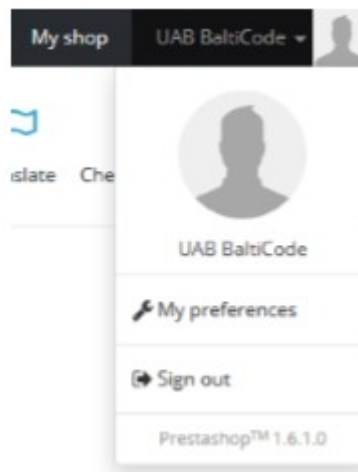 My shop UAB BaltiCode
slate Che
UAB BaltiCode
My preferences
Sign out
Prestashop™ 1.6.1.0